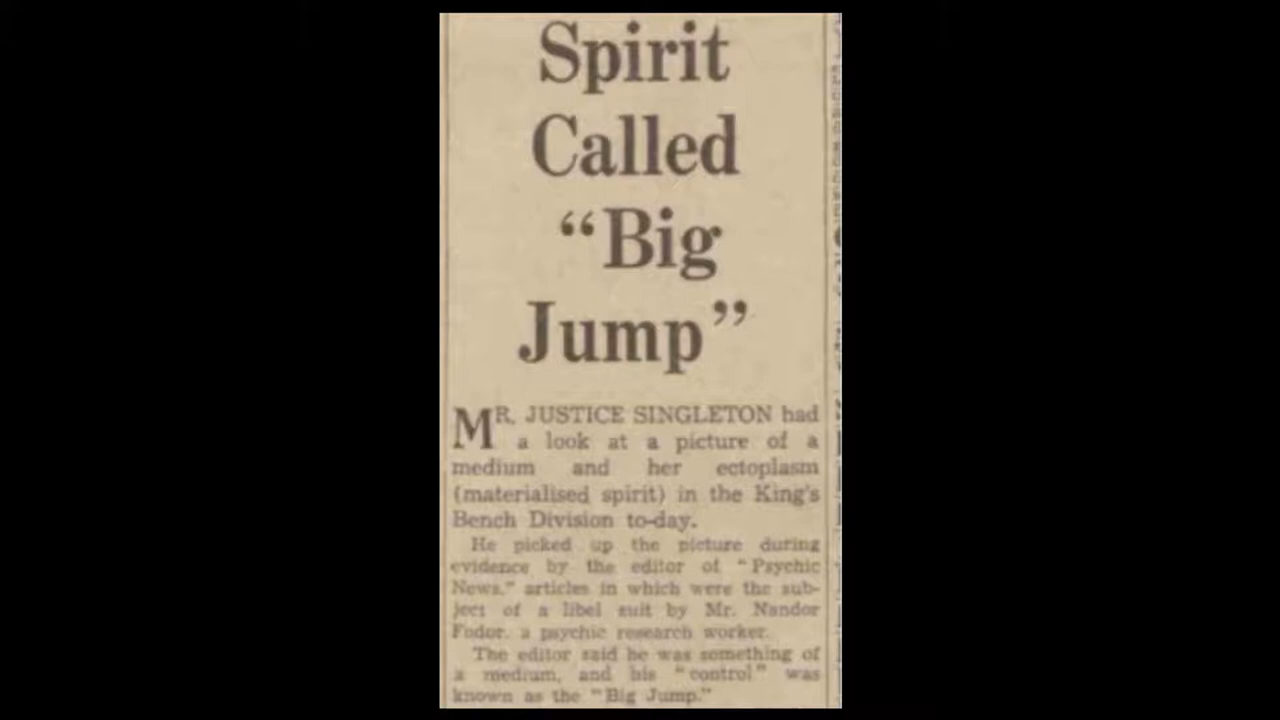 Spirit
Called
“Big
Jump”
MR. JUSTICE SINGLETON had
a look at a picture of a
medium and her ectoplasm
(materialised spirit) in the King's
Bench Division to-day.
He picked up the picture during
evidence by the editor of “Psychic
News,” articles in which were the sub-
ject of a libel suit by Mr. Nandor
Fodor, a psychic research worker.
The editor said he was something of
a medium, and his “control” was
known as the “Big Jump.”